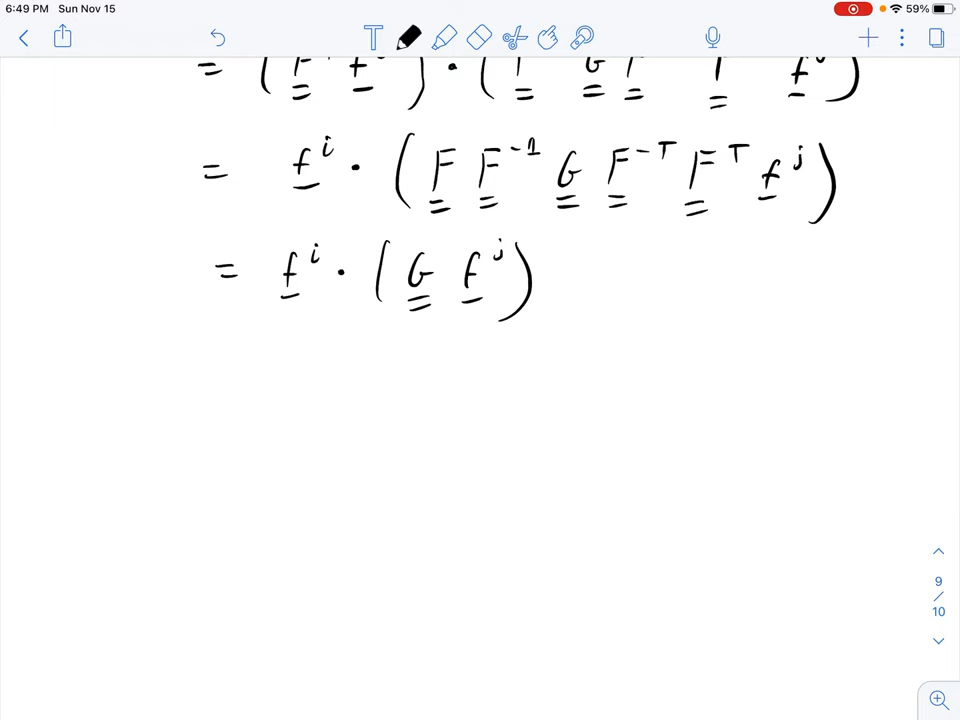 6:49 PM Sun Nov 15 59%
= (F f ) · ( G f )
= f^i · (F F^{-1} G F^{-T} F^T f^j)
= f^i · (G f^j)
9
/
10